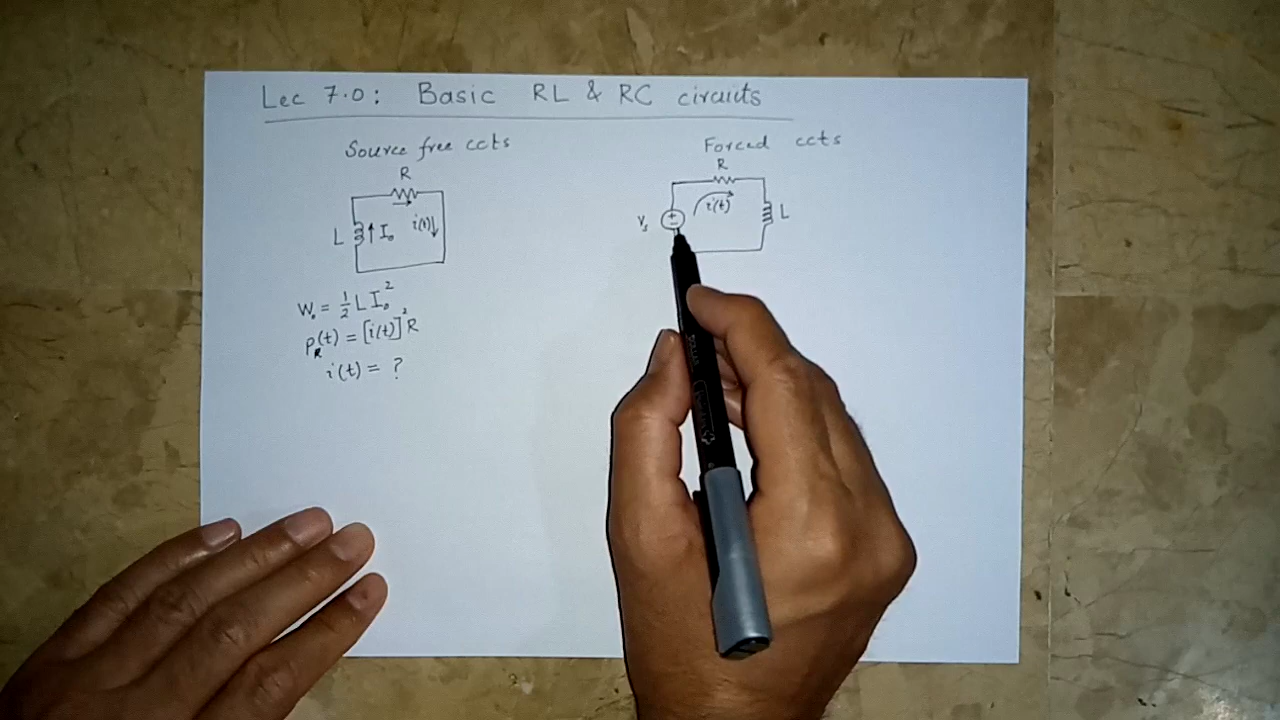 Lec 7.0: Basic RL & RC circuits
Source free ccts
R
L
I₀
i(t)
W₀ = ½ L I₀²
p_R(t) = [i(t)]² R
i(t) = ?
Forced ccts
R
i(t)
L
Vs
+
−